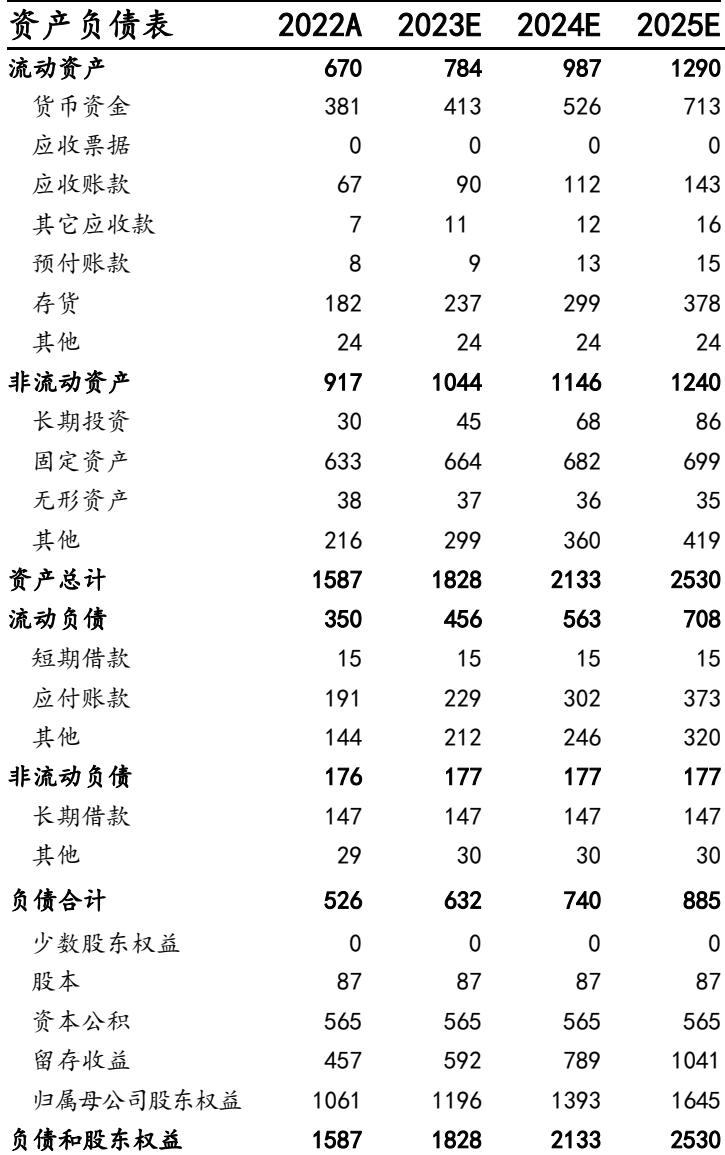 资产负债表 2022A 2023E 2024E 2025E
流动资产 670 784 987 1290
货币资金 381 413 526 713
应收票据 0 0 0 0
应收账款 67 90 112 143
其它应收款 7 11 12 16
预付账款 8 9 13 15
存货 182 237 299 378
其他 24 24 24 24
非流动资产 917 1044 1146 1240
长期投资 30 45 68 86
固定资产 633 664 682 699
无形资产 38 37 36 35
其他 216 299 360 419
资产总计 1587 1828 2133 2530
流动负债 350 456 563 708
短期借款 15 15 15 15
应付账款 191 229 302 373
其他 144 212 246 320
非流动负债 176 177 177 177
长期借款 147 147 147 147
其他 29 30 30 30
负债合计 526 632 740 885
少数股东权益 0 0 0 0
股本 87 87 87 87
资本公积 565 565 565 565
留存收益 457 592 789 1041
归属母公司股东权益 1061 1196 1393 1645
负债和股东权益 1587 1828 2133 2530